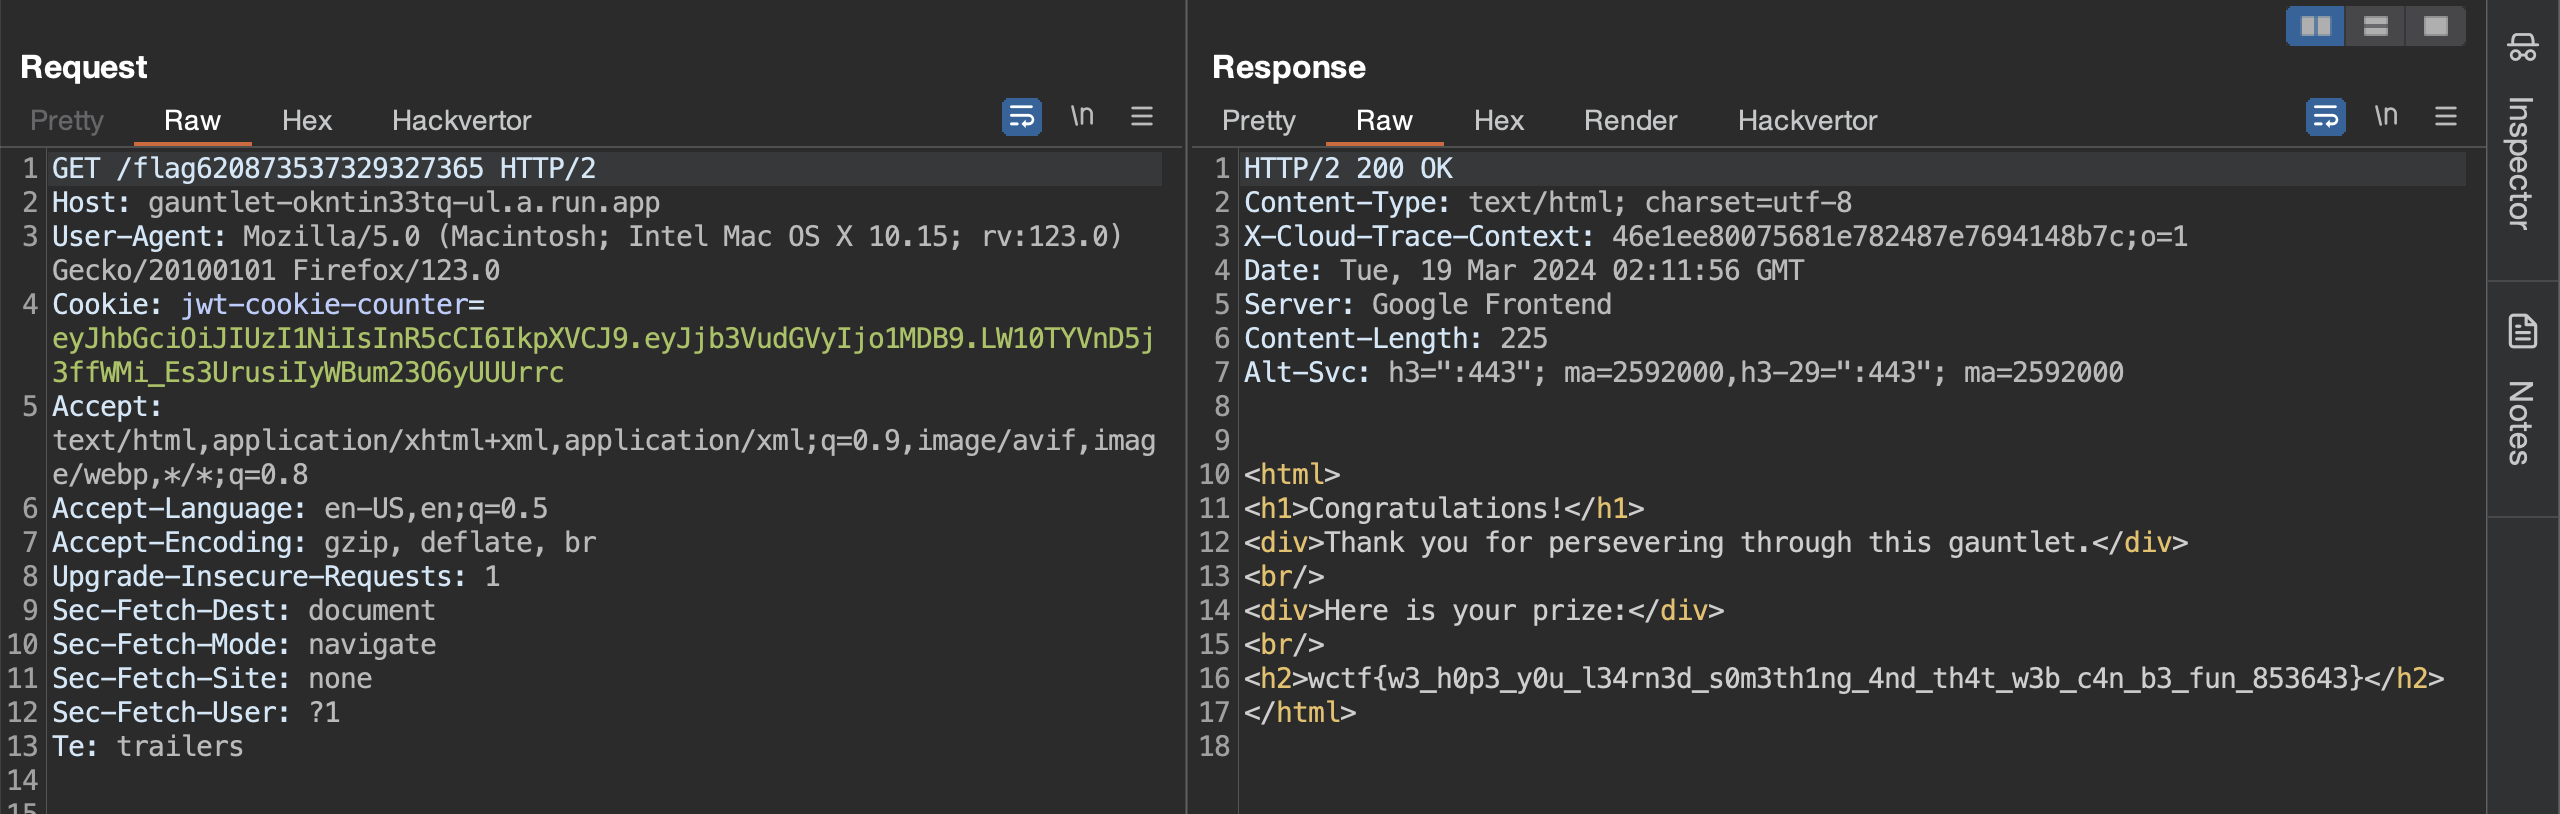 Request
Pretty Raw Hex Hackvertor \n
1 GET /flag620873537329327365 HTTP/2
2 Host: gauntlet-okntin33tq-ul.a.run.app
3 User-Agent: Mozilla/5.0 (Macintosh; Intel Mac OS X 10.15; rv:123.0)
Gecko/20100101 Firefox/123.0
4 Cookie: jwt-cookie-counter=
eyJhbGciOiJIUzI1NiIsInR5cCI6IkpXVCJ9.eyJjb3VudGVyIjo1MDB9.LW10TYVnD5j
3ffWMi_Es3UrusiIyWBum23O6yUUUrrc
5 Accept:
text/html,application/xhtml+xml,application/xml;q=0.9,image/avif,imag
e/webp,*/*;q=0.8
6 Accept-Language: en-US,en;q=0.5
7 Accept-Encoding: gzip, deflate, br
8 Upgrade-Insecure-Requests: 1
9 Sec-Fetch-Dest: document
10 Sec-Fetch-Mode: navigate
11 Sec-Fetch-Site: none
12 Sec-Fetch-User: ?1
13 Te: trailers
14
15
Response
Pretty Raw Hex Render Hackvertor \n
1 HTTP/2 200 OK
2 Content-Type: text/html; charset=utf-8
3 X-Cloud-Trace-Context: 46e1ee80075681e782487e7694148b7c;o=1
4 Date: Tue, 19 Mar 2024 02:11:56 GMT
5 Server: Google Frontend
6 Content-Length: 225
7 Alt-Svc: h3=":443"; ma=2592000,h3-29=":443"; ma=2592000
8
9
10 <html>
11 <h1>Congratulations!</h1>
12 <div>Thank you for persevering through this gauntlet.</div>
13 <br/>
14 <div>Here is your prize:</div>
15 <br/>
16 <h2>wctf{w3_h0p3_y0u_l34rn3d_s0m3th1ng_4nd_th4t_w3b_c4n_b3_fun_853643}</h2>
17 </html>
18
Inspector
Notes